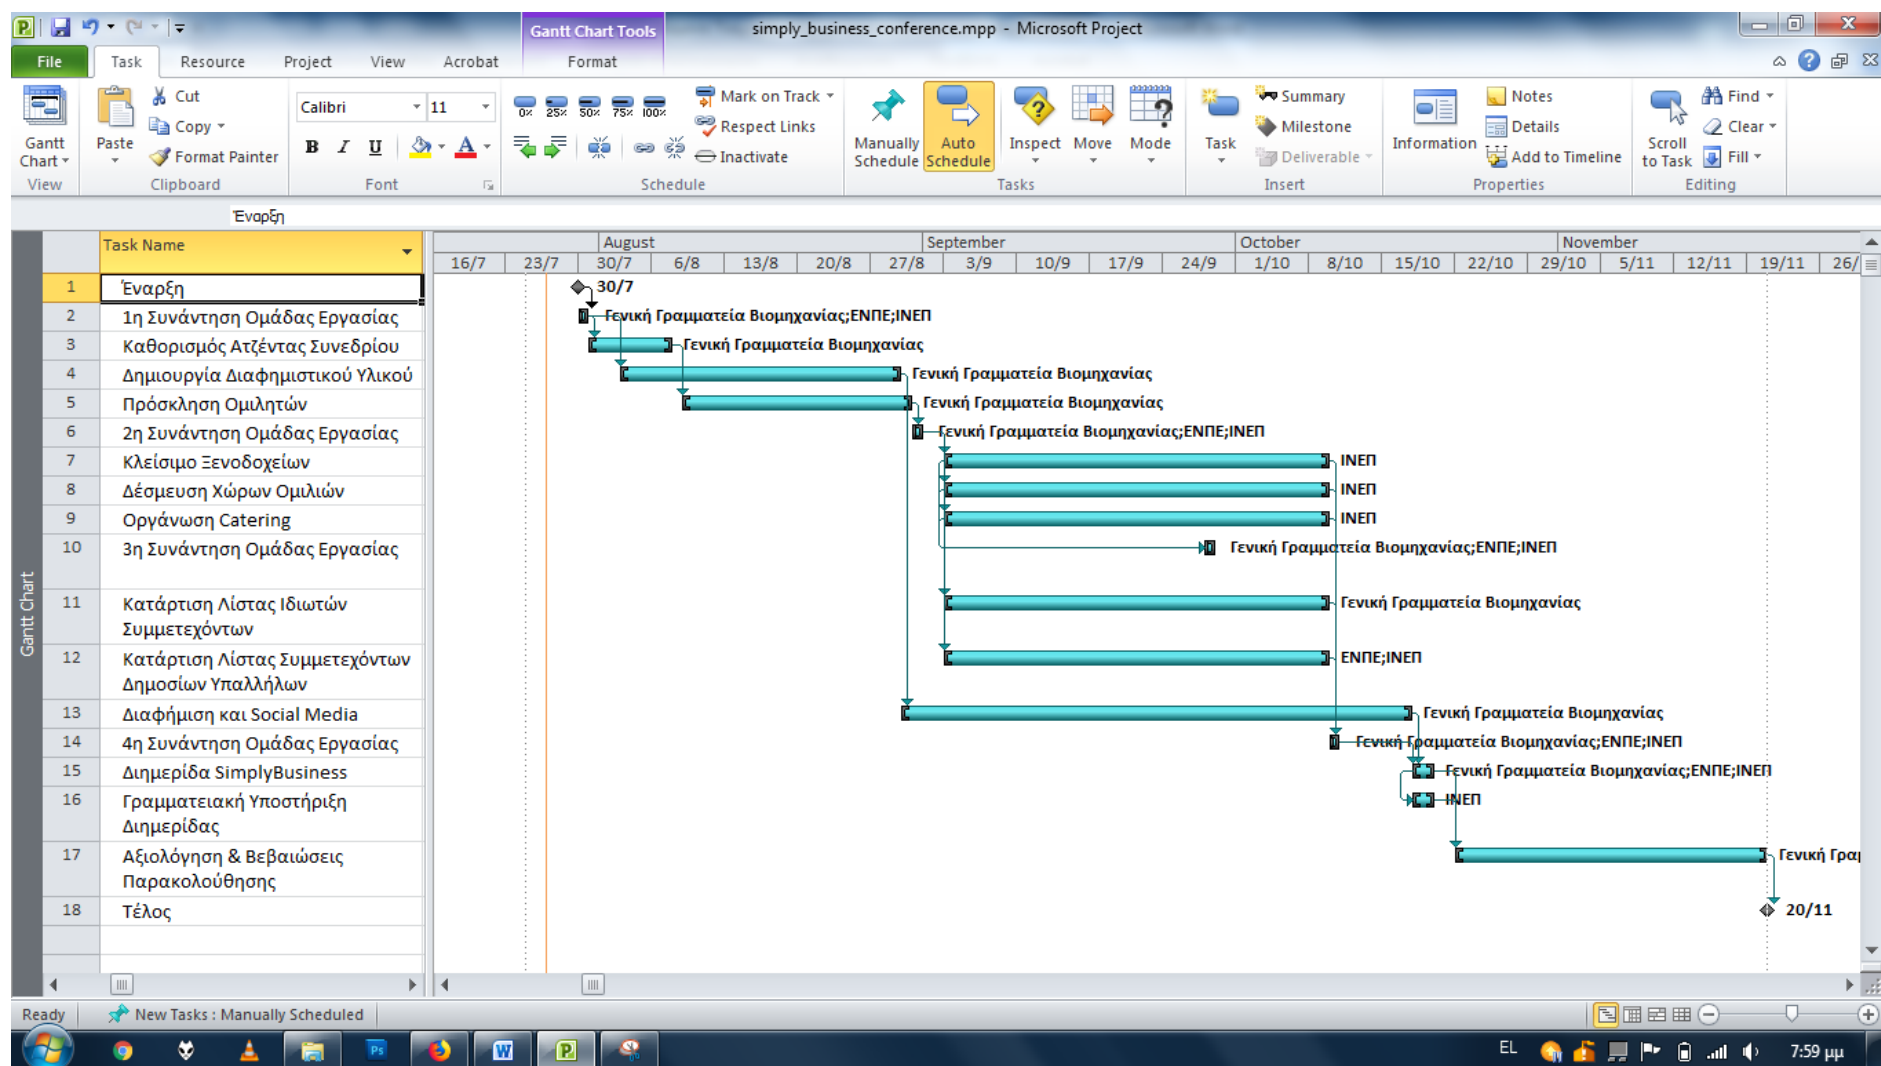 Gantt Chart Tools
simply_business_conference.mpp - Microsoft Project
File Task Resource Project View Acrobat Format
Cut
Copy
Format Painter
Paste
Gantt Chart
Calibri 11
B I U A
0% 25% 50% 75% 100%
Mark on Track
Respect Links
Inactivate
Manually Schedule
Auto Schedule
Inspect Move Mode
Task
Summary
Milestone
Deliverable
Information
Notes
Details
Add to Timeline
Scroll to Task
Find
Clear
Fill
View Clipboard Font Schedule Tasks Insert Properties Editing
Έναρξη
Task Name
August September October November
16/7 23/7 30/7 6/8 13/8 20/8 27/8 3/9 10/9 17/9 24/9 1/10 8/10 15/10 22/10 29/10 5/11 12/11 19/11 26/
1 Έναρξη 30/7
2 1η Συνάντηση Ομάδας Εργασίας Γενική Γραμματεία Βιομηχανίας;ΕΝΠΕ;ΙΝΕΠ
3 Καθορισμός Ατζέντας Συνεδρίου Γενική Γραμματεία Βιομηχανίας
4 Δημιουργία Διαφημιστικού Υλικού Γενική Γραμματεία Βιομηχανίας
5 Πρόσκληση Ομιλητών Γενική Γραμματεία Βιομηχανίας
6 2η Συνάντηση Ομάδας Εργασίας Γενική Γραμματεία Βιομηχανίας;ΕΝΠΕ;ΙΝΕΠ
7 Κλείσιμο Ξενοδοχείων ΙΝΕΠ
8 Δέσμευση Χώρων Ομιλιών ΙΝΕΠ
9 Οργάνωση Catering ΙΝΕΠ
10 3η Συνάντηση Ομάδας Εργασίας Γενική Γραμματεία Βιομηχανίας;ΕΝΠΕ;ΙΝΕΠ
11 Κατάρτιση Λίστας Ιδιωτών Γενική Γραμματεία Βιομηχανίας
Συμμετεχόντων
12 Κατάρτιση Λίστας Συμμετεχόντων ΕΝΠΕ;ΙΝΕΠ
Δημοσίων Υπαλλήλων
13 Διαφήμιση και Social Media Γενική Γραμματεία Βιομηχανίας
14 4η Συνάντηση Ομάδας Εργασίας Γενική Γραμματεία Βιομηχανίας;ΕΝΠΕ;ΙΝΕΠ
15 Διημερίδα SimplyBusiness Γενική Γραμματεία Βιομηχανίας;ΕΝΠΕ;ΙΝΕΠ
16 Γραμματειακή Υποστήριξη ΙΝΕΠ
Διημερίδας
17 Αξιολόγηση & Βεβαιώσεις Γενική Γραμ
Παρακολούθησης
18 Τέλος 20/11
Gantt Chart
Ready New Tasks : Manually Scheduled
EL 7:59 μμ